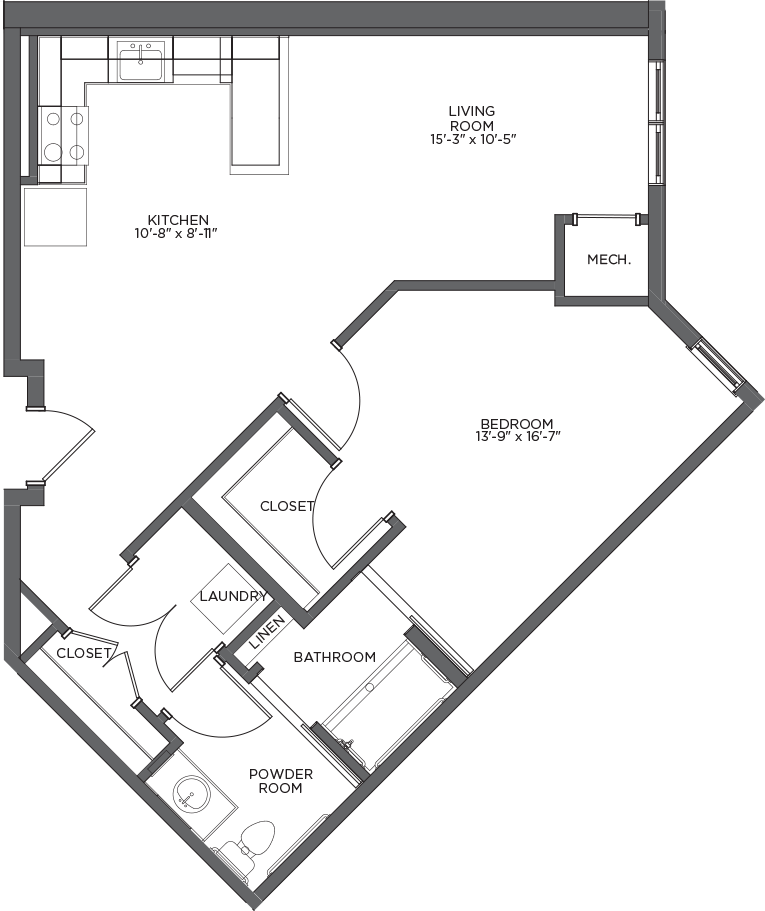 LIVING
ROOM
15'-3" x 10'-5"
KITCHEN
10'-8" x 8'-11"
MECH.
BEDROOM
13'-9" x 16'-7"
CLOSET
LAUNDRY
LINEN
CLOSET
BATHROOM
POWDER
ROOM